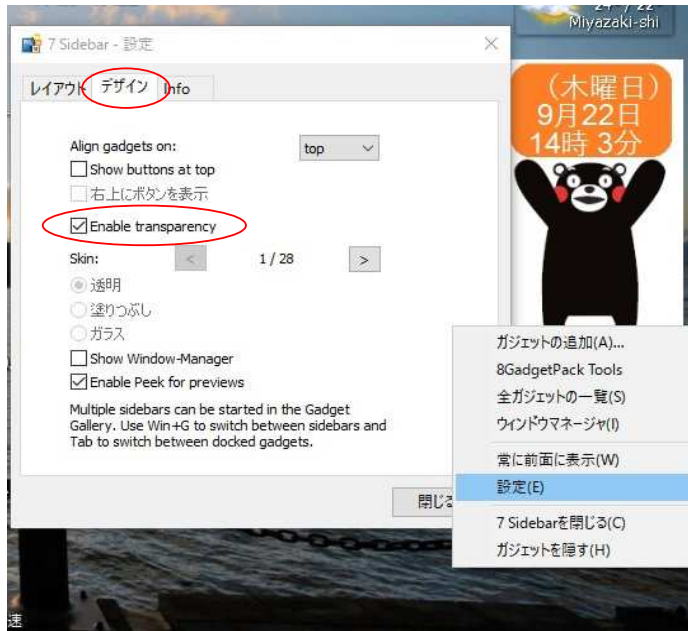 Miyazaki-shi
7 Sidebar - 設定
レイアウト デザイン Info
(木曜日)
9月22日
14時 3分
Align gadgets on: top
Show buttons at top
右上にボタンを表示
Enable transparency
Skin: < 1 / 28 >
透明
塗りつぶし
ガラス
Show Window-Manager
Enable Peek for previews
Multiple sidebars can be started in the Gadget
Gallery. Use Win+G to switch between sidebars and
Tab to switch between docked gadgets.
閉じる
ガジェットの追加(A)...
8GadgetPack Tools
全ガジェットの一覧(S)
ウィンドウマネージャ(I)
常に前面に表示(W)
設定(E)
7 Sidebarを閉じる(C)
ガジェットを隠す(H)
速